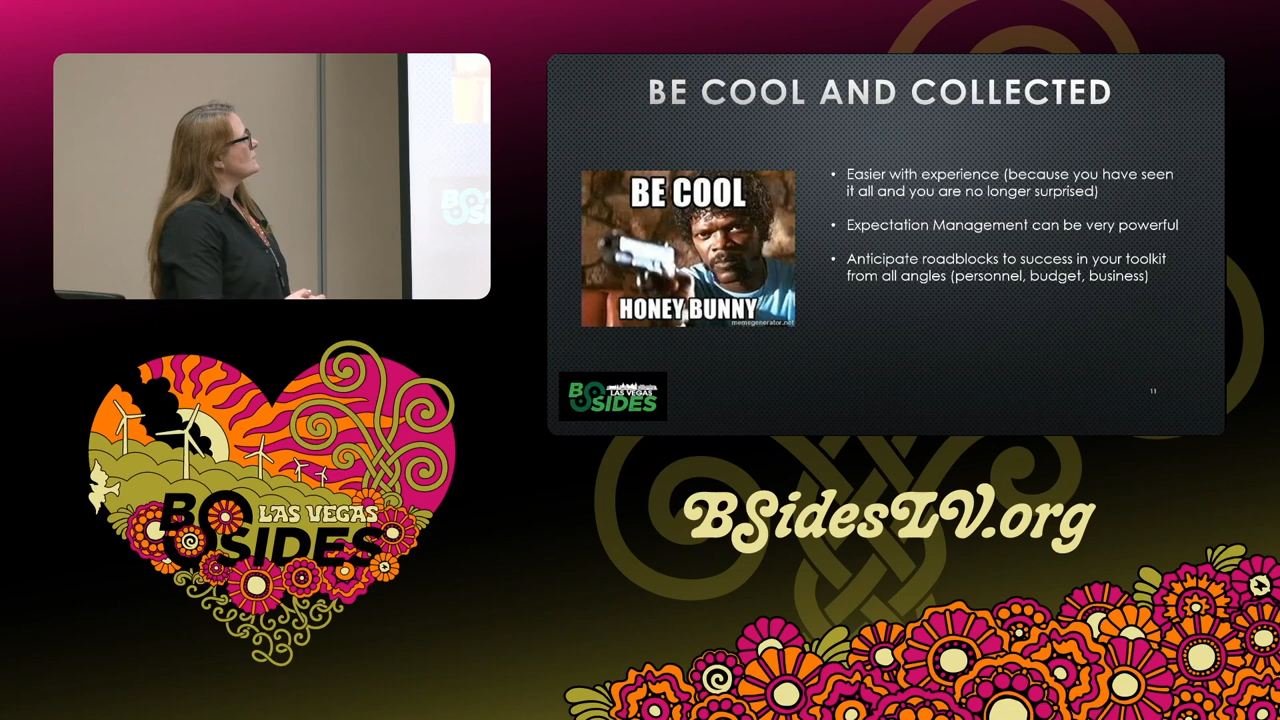 BE COOL AND COLLECTED
BE COOL
HONEY BUNNY
memegenerator.net
• Easier with experience (because you have seen
it all and you are no longer surprised)
• Expectation Management can be very powerful
• Anticipate roadblocks to success in your toolkit
from all angles (personnel, budget, business)
BSIDES
LAS VEGAS
11
BSIDES
LAS VEGAS
23
BSidesLV.org